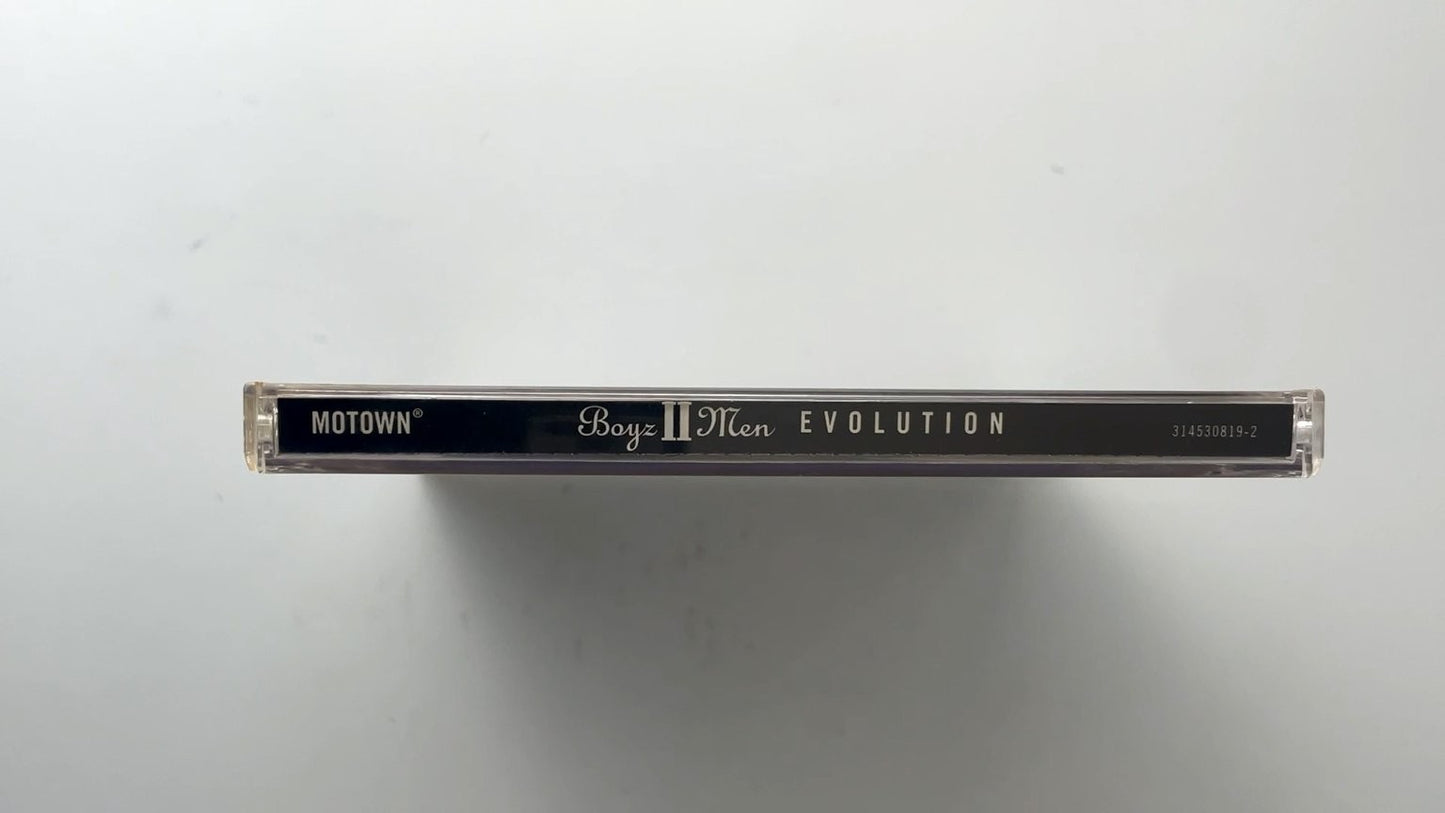 MOTOWN® Boyz II Men EVOLUTION 314530819-2